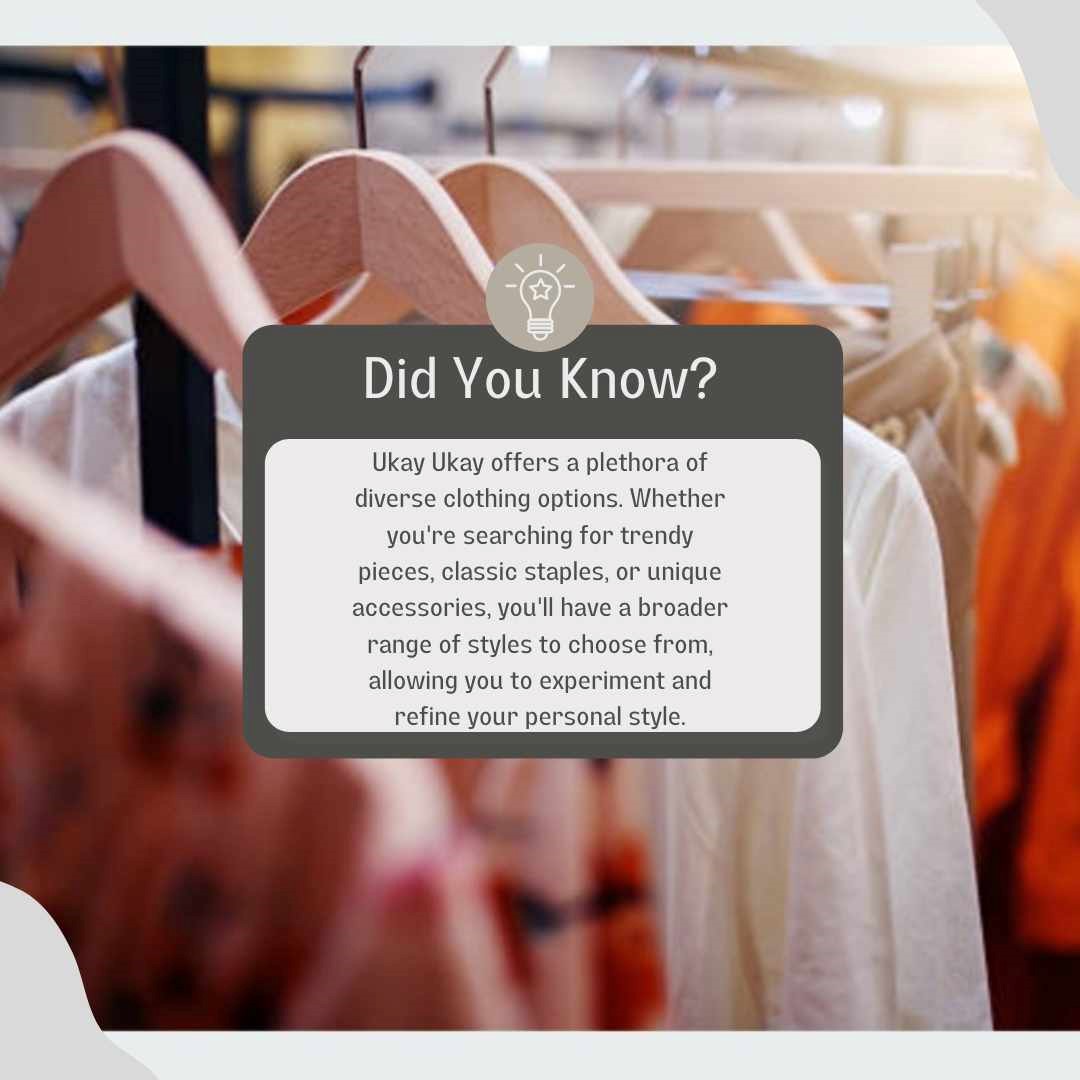 Did You Know?
Ukay Ukay offers a plethora of
diverse clothing options. Whether
you're searching for trendy
pieces, classic staples, or unique
accessories, you'll have a broader
range of styles to choose from,
allowing you to experiment and
refine your personal style.